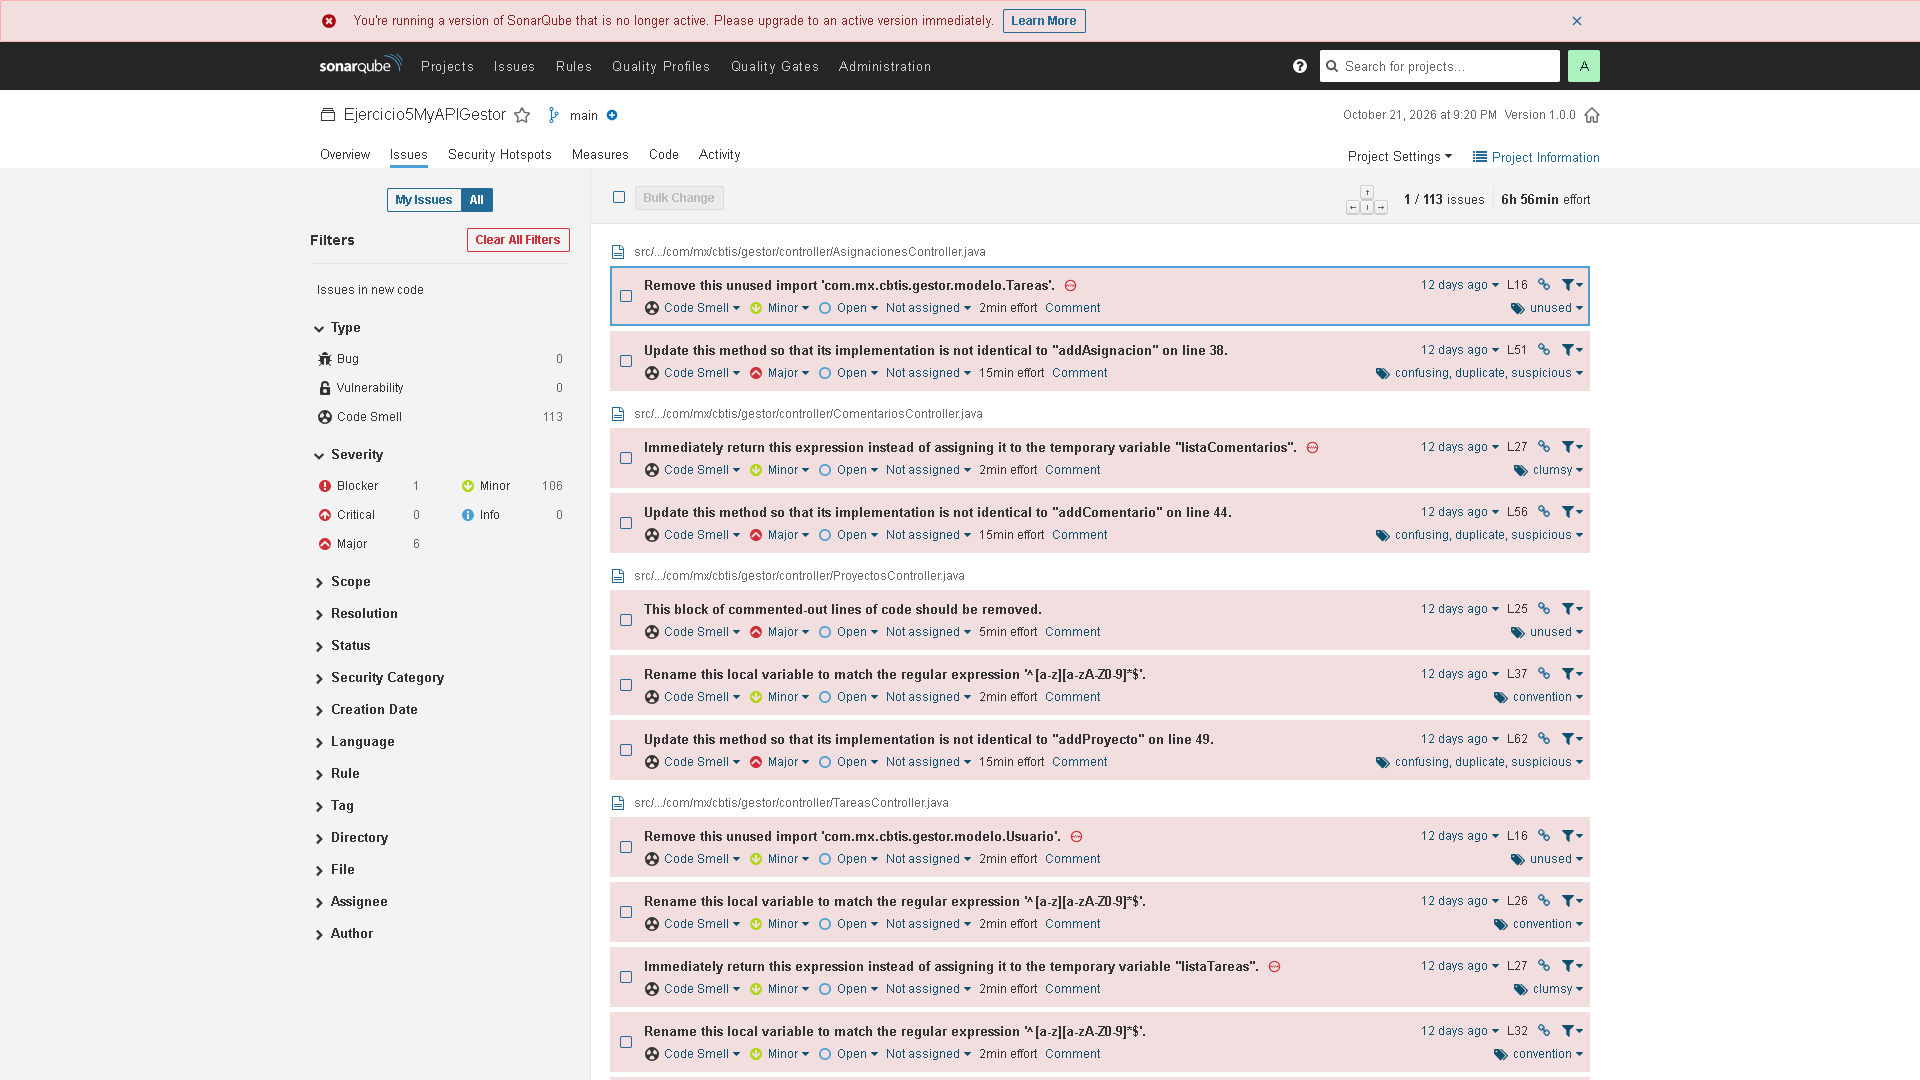 You're running a version of SonarQube that is no longer active. Please upgrade to an active version immediately. Learn More
sonarqube Projects Issues Rules Quality Profiles Quality Gates Administration Search for projects... A
Ejercicio5MyAPIGestor main October 21, 2026 at 9:20 PM Version 1.0.0
Overview Issues Security Hotspots Measures Code Activity Project Settings Project Information
My Issues All
Filters Clear All Filters
Issues in new code
Type
Bug 0
Vulnerability 0
Code Smell 113
Severity
Blocker 1 Minor 106
Critical 0 Info 0
Major 6
Scope
Resolution
Status
Security Category
Creation Date
Language
Rule
Tag
Directory
File
Assignee
Author
Bulk Change 1 / 113 issues 6h 56min effort
src/.../com/mx/cbtis/gestor/controller/AsignacionesController.java
Remove this unused import 'com.mx.cbtis.gestor.modelo.Tareas'. 12 days ago L16
Code Smell Minor Open Not assigned 2min effort Comment unused
Update this method so that its implementation is not identical to "addAsignacion" on line 38. 12 days ago L51
Code Smell Major Open Not assigned 15min effort Comment confusing, duplicate, suspicious
src/.../com/mx/cbtis/gestor/controller/ComentariosController.java
Immediately return this expression instead of assigning it to the temporary variable "listaComentarios". 12 days ago L27
Code Smell Minor Open Not assigned 2min effort Comment clumsy
Update this method so that its implementation is not identical to "addComentario" on line 44. 12 days ago L56
Code Smell Major Open Not assigned 15min effort Comment confusing, duplicate, suspicious
src/.../com/mx/cbtis/gestor/controller/ProyectosController.java
This block of commented-out lines of code should be removed. 12 days ago L25
Code Smell Major Open Not assigned 5min effort Comment unused
Rename this local variable to match the regular expression '^[a-z][a-zA-Z0-9]*$'. 12 days ago L37
Code Smell Minor Open Not assigned 2min effort Comment convention
Update this method so that its implementation is not identical to "addProyecto" on line 49. 12 days ago L62
Code Smell Major Open Not assigned 15min effort Comment confusing, duplicate, suspicious
src/.../com/mx/cbtis/gestor/controller/TareasController.java
Remove this unused import 'com.mx.cbtis.gestor.modelo.Usuario'. 12 days ago L16
Code Smell Minor Open Not assigned 2min effort Comment unused
Rename this local variable to match the regular expression '^[a-z][a-zA-Z0-9]*$'. 12 days ago L26
Code Smell Minor Open Not assigned 2min effort Comment convention
Immediately return this expression instead of assigning it to the temporary variable "listaTareas". 12 days ago L27
Code Smell Minor Open Not assigned 2min effort Comment clumsy
Rename this local variable to match the regular expression '^[a-z][a-zA-Z0-9]*$'. 12 days ago L32
Code Smell Minor Open Not assigned 2min effort Comment convention